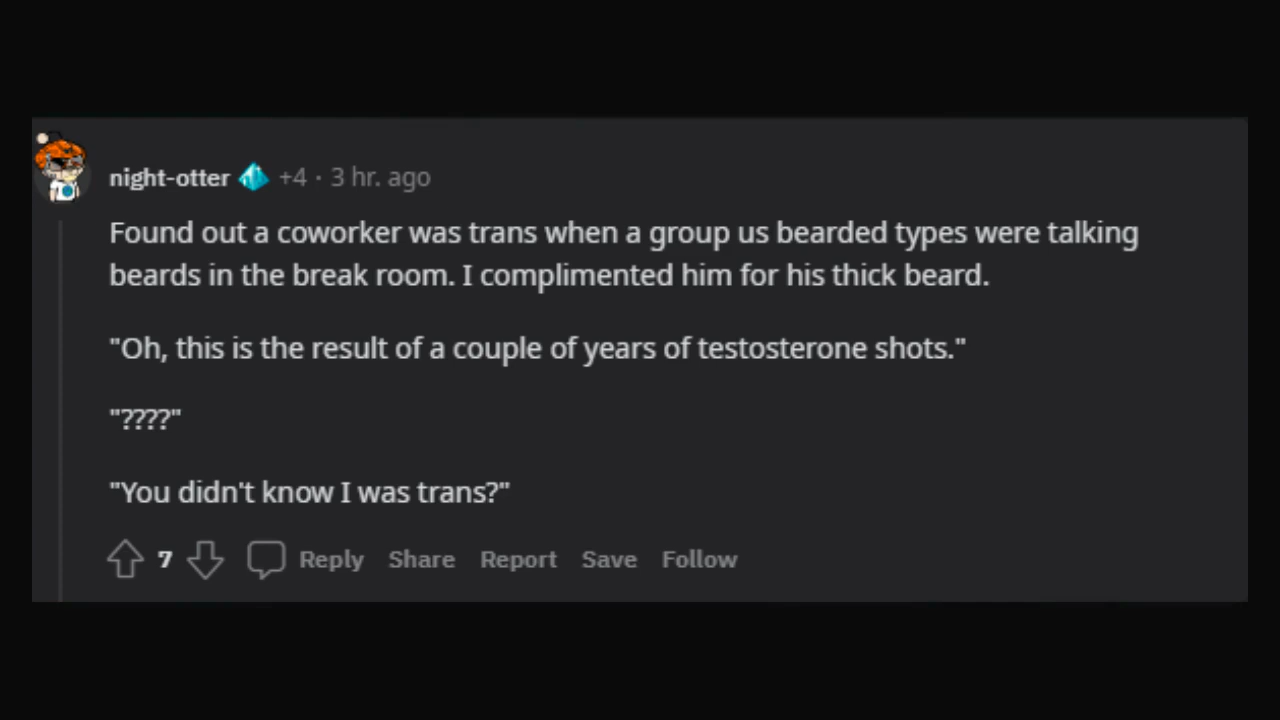 night-otter +4 · 3 hr. ago
Found out a coworker was trans when a group us bearded types were talking
beards in the break room. I complimented him for his thick beard.
"Oh, this is the result of a couple of years of testosterone shots."
"????"
"You didn't know I was trans?"
7 Reply Share Report Save Follow